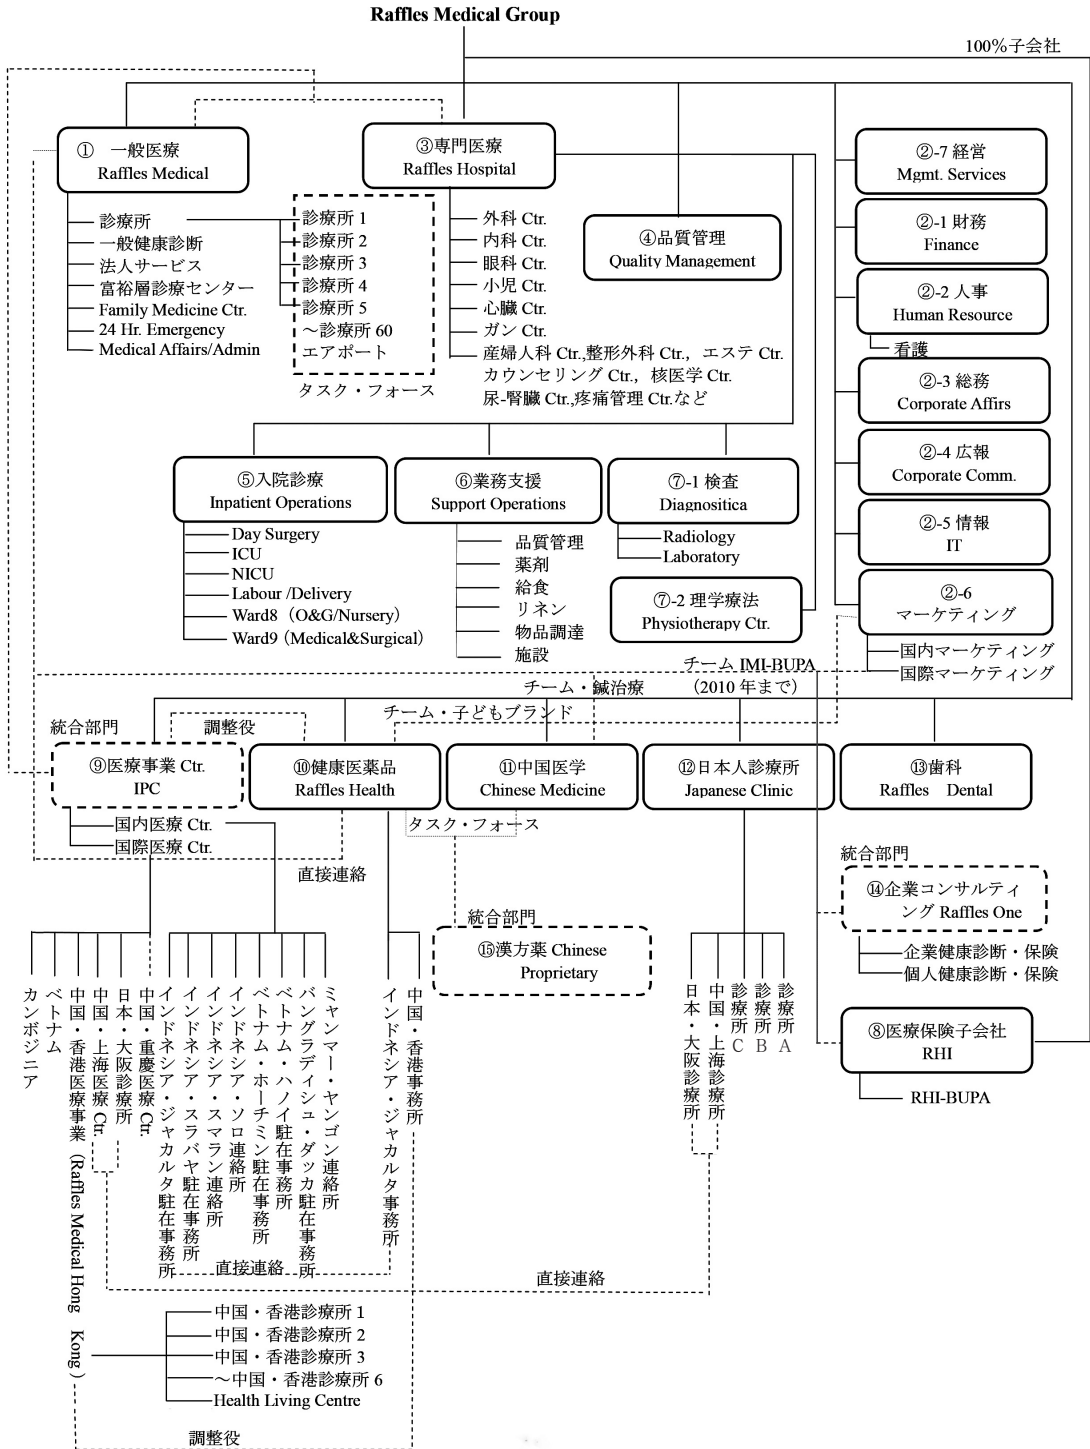 Raffles Medical Group
100%子会社
① 一般医療
Raffles Medical
診療所
一般健康診断
法人サービス
富裕層診療センター
Family Medicine Ctr.
24 Hr. Emergency
Medical Affairs/Admin
診療所 1
診療所 2
診療所 3
診療所 4
診療所 5
～診療所 60
エアポート
タスク・フォース
③専門医療
Raffles Hospital
外科 Ctr.
内科 Ctr.
眼科 Ctr.
小児 Ctr.
心臓 Ctr.
ガン Ctr.
産婦人科 Ctr.,整形外科 Ctr., エステ Ctr.
カウンセリング Ctr., 核医学 Ctr.
尿-腎臓 Ctr.,疼痛管理 Ctr.など
④品質管理
Quality Management
②-7 経営
Mgmt. Services
②-1 財務
Finance
②-2 人事
Human Resource
看護
②-3 総務
Corporate Affirs
②-4 広報
Corporate Comm.
②-5 情報
IT
②-6
マーケティング
国内マーケティング
国際マーケティング
⑤入院診療
Inpatient Operations
Day Surgery
ICU
NICU
Labour /Delivery
Ward8（O&G/Nursery）
Ward9（Medical&Surgical）
⑥業務支援
Support Operations
品質管理
薬剤
給食
リネン
物品調達
施設
⑦-1 検査
Diagnositica
Radiology
Laboratory
⑦-2 理学療法
Physiotherapy Ctr.
チーム IMI-BUPA
（2010 年まで）
チーム・鍼治療
チーム・子どもブランド
統合部門
調整役
⑨医療事業 Ctr.
IPC
国内医療 Ctr.
国際医療 Ctr.
⑩健康医薬品
Raffles Health
⑪中国医学
Chinese Medicine
⑫日本人診療所
Japanese Clinic
⑬歯科
Raffles Dental
タスク・フォース
直接連絡
統合部門
⑭企業コンサルティ
ング Raffles One
企業健康診断・保険
個人健康診断・保険
統合部門
⑮漢方薬 Chinese
Proprietary
⑧医療保険子会社
RHI
RHI-BUPA
カンボジニア
ベトナム
中国・香港医療事業（Raffles Medical Hong Kong）
中国・上海医療 Ctr.
日本・大阪診療所
中国・重慶医療 Ctr.
インドネシア・ジャカルタ駐在事務所
インドネシア・スラバヤ駐在事務所
インドネシア・スマラン連絡所
インドネシア・ソロ連絡所
ベトナム・ホーチミン駐在事務所
ベトナム・ハノイ駐在事務所
バングラディシュ・ダッカ駐在事務所
ミャンマー・ヤンゴン連絡所
インドネシア・ジャカルタ事務所
中国・香港事務所
日本・大阪診療所
中国・上海診療所
診療所 C
診療所 B
診療所 A
直接連絡
直接連絡
中国・香港診療所 1
中国・香港診療所 2
中国・香港診療所 3
～中国・香港診療所 6
Health Living Centre
調整役